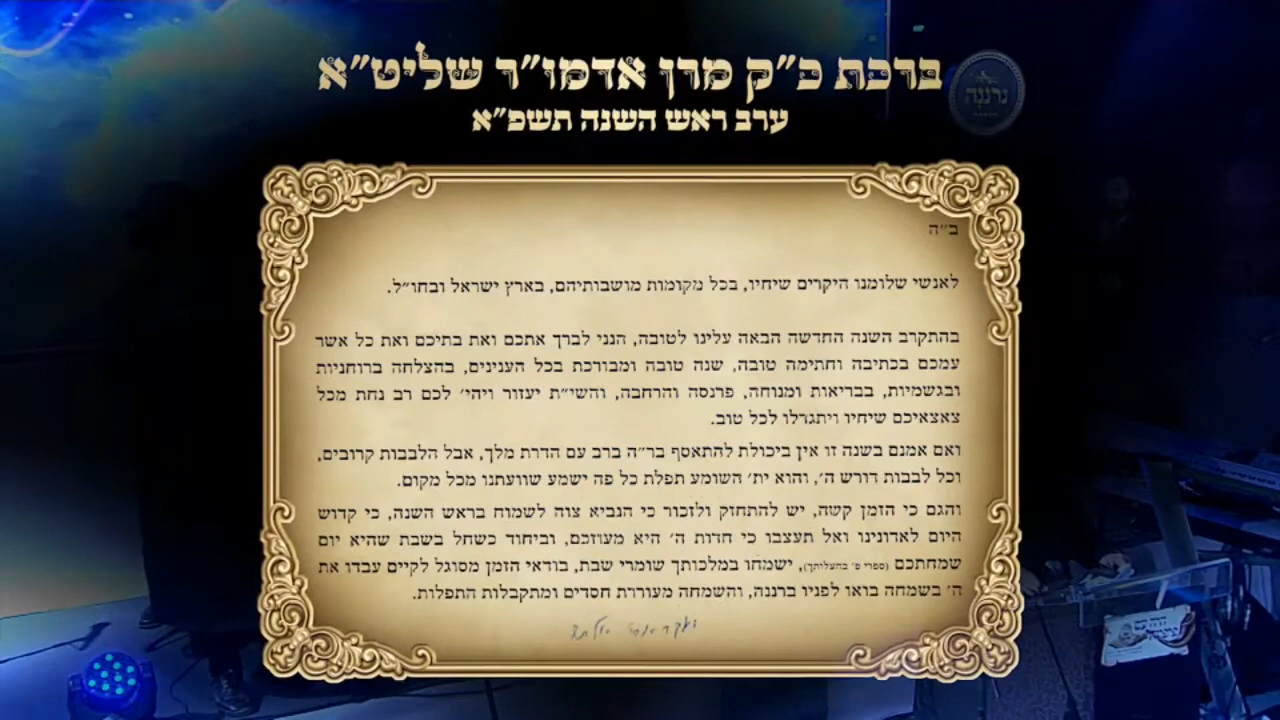 ברכת כ"ק מרן אדמו"ר שליט"א
ערב ראש השנה תשפ"א
נרננה
ב"ה
לאנשי שלומנו היקרים שיחיו, בכל מקומות מושבותיהם, בארץ ישראל ובחו"ל.
בהתקרב השנה החדשה הבאה עלינו לטובה, הנני לברך אתכם ואת בתיכם ואת כל אשר
עמכם בכתיבה וחתימה טובה, שנה טובה ומבורכת בכל הענינים, בהצלחה ברוחניות
ובגשמיות, בבריאות ומנוחה, פרנסה והרחבה, והשי"ת יעזור ויהי' לכם רב נחת מכל
צאצאיכם שיחיו ויתגדלו לכל טוב.
ואם אמנם בשנה זו אין ביכולת להתאסף בר"ה ברב עם הדרת מלך, אבל הלבבות קרובים,
וכל לבבות דורש ה', והוא ית' השומע תפלת כל פה ישמע שוועתנו מכל מקום.
והגם כי הזמן קשה, יש להתחזק ולזכור כי הנביא צוה לשמוח בראש השנה, כי קדוש
היום לאדונינו ואל תעצבו כי חדות ה' היא מעוזכם, וביחוד כשחל בשבת שהיא יום
שמחתכם (ספרי פ' בהעלותך), ישמחו במלכותך שומרי שבת, בודאי הזמן מסוגל לקיים עבדו את
ה' בשמחה בואו לפניו ברננה, והשמחה מעוררת חסדים ומתקבלות התפלות.